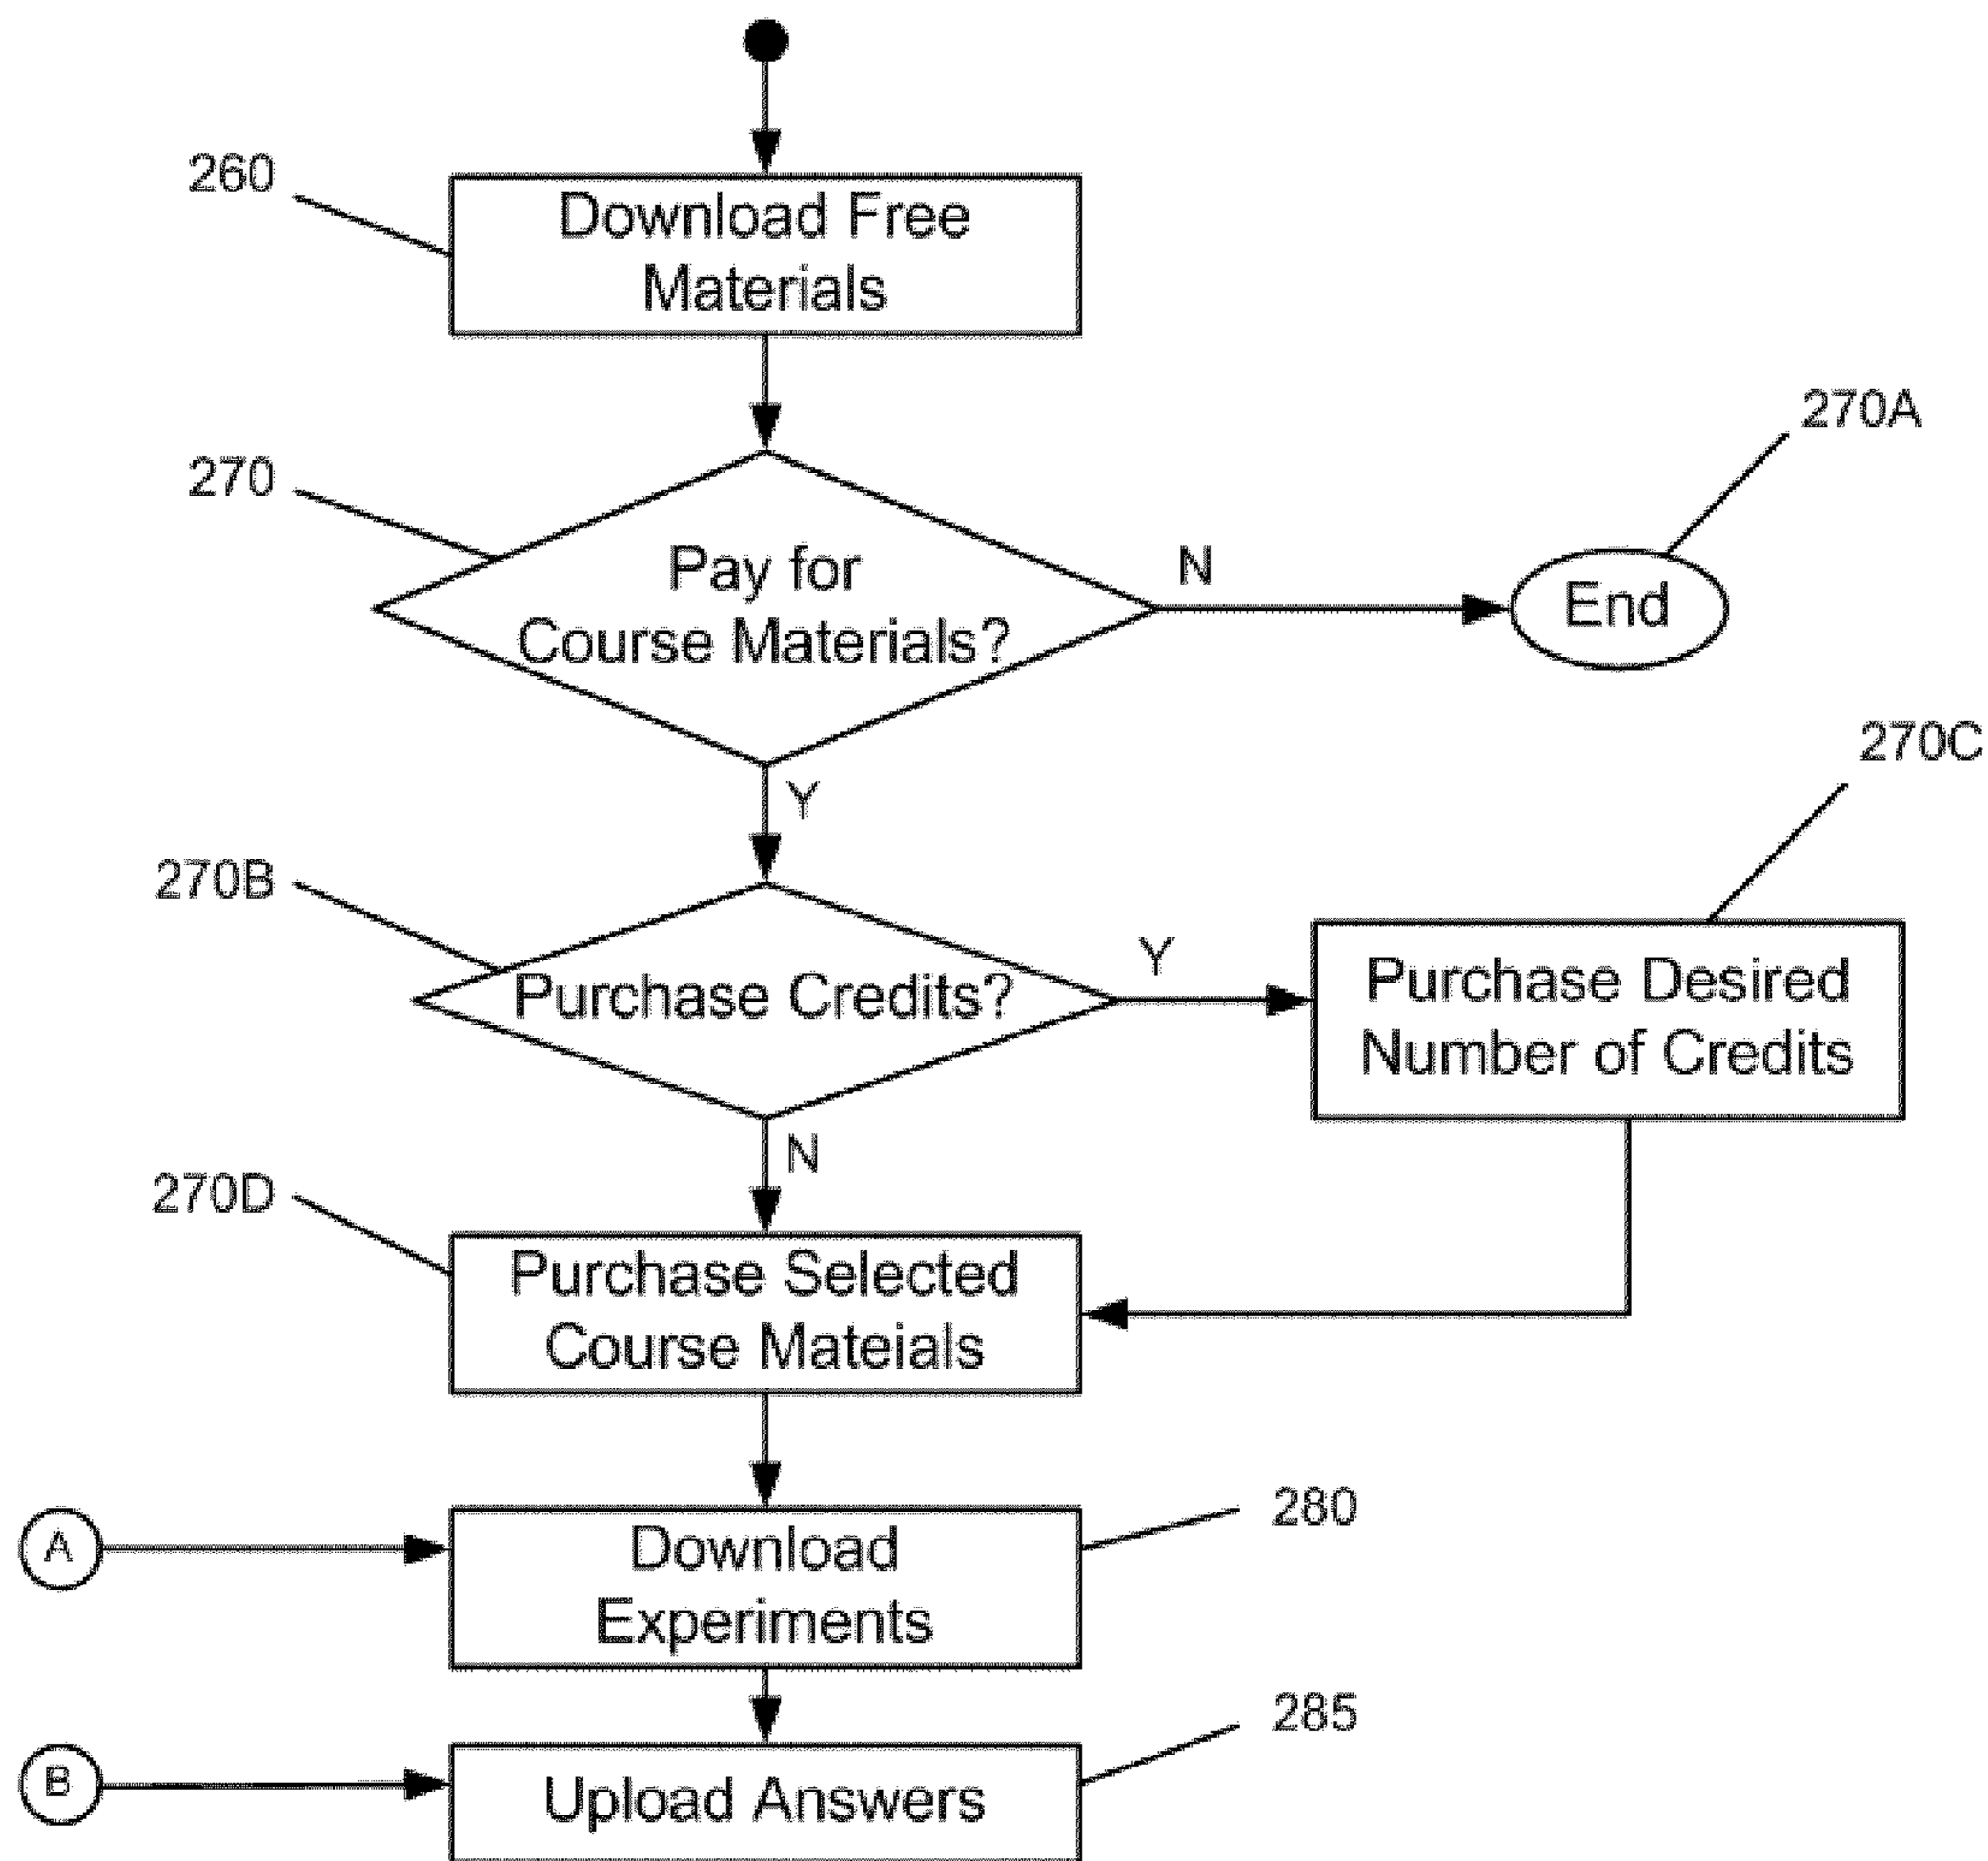 260
Download Free
Materials
270A
270
Pay for
Course Materials?
N
End
Y
270C
270B
Purchase Credits?
Y
Purchase Desired
Number of Credits
N
270D
Purchase Selected
Course Mateials
A
Download
Experiments
280
B
Upload Answers
285